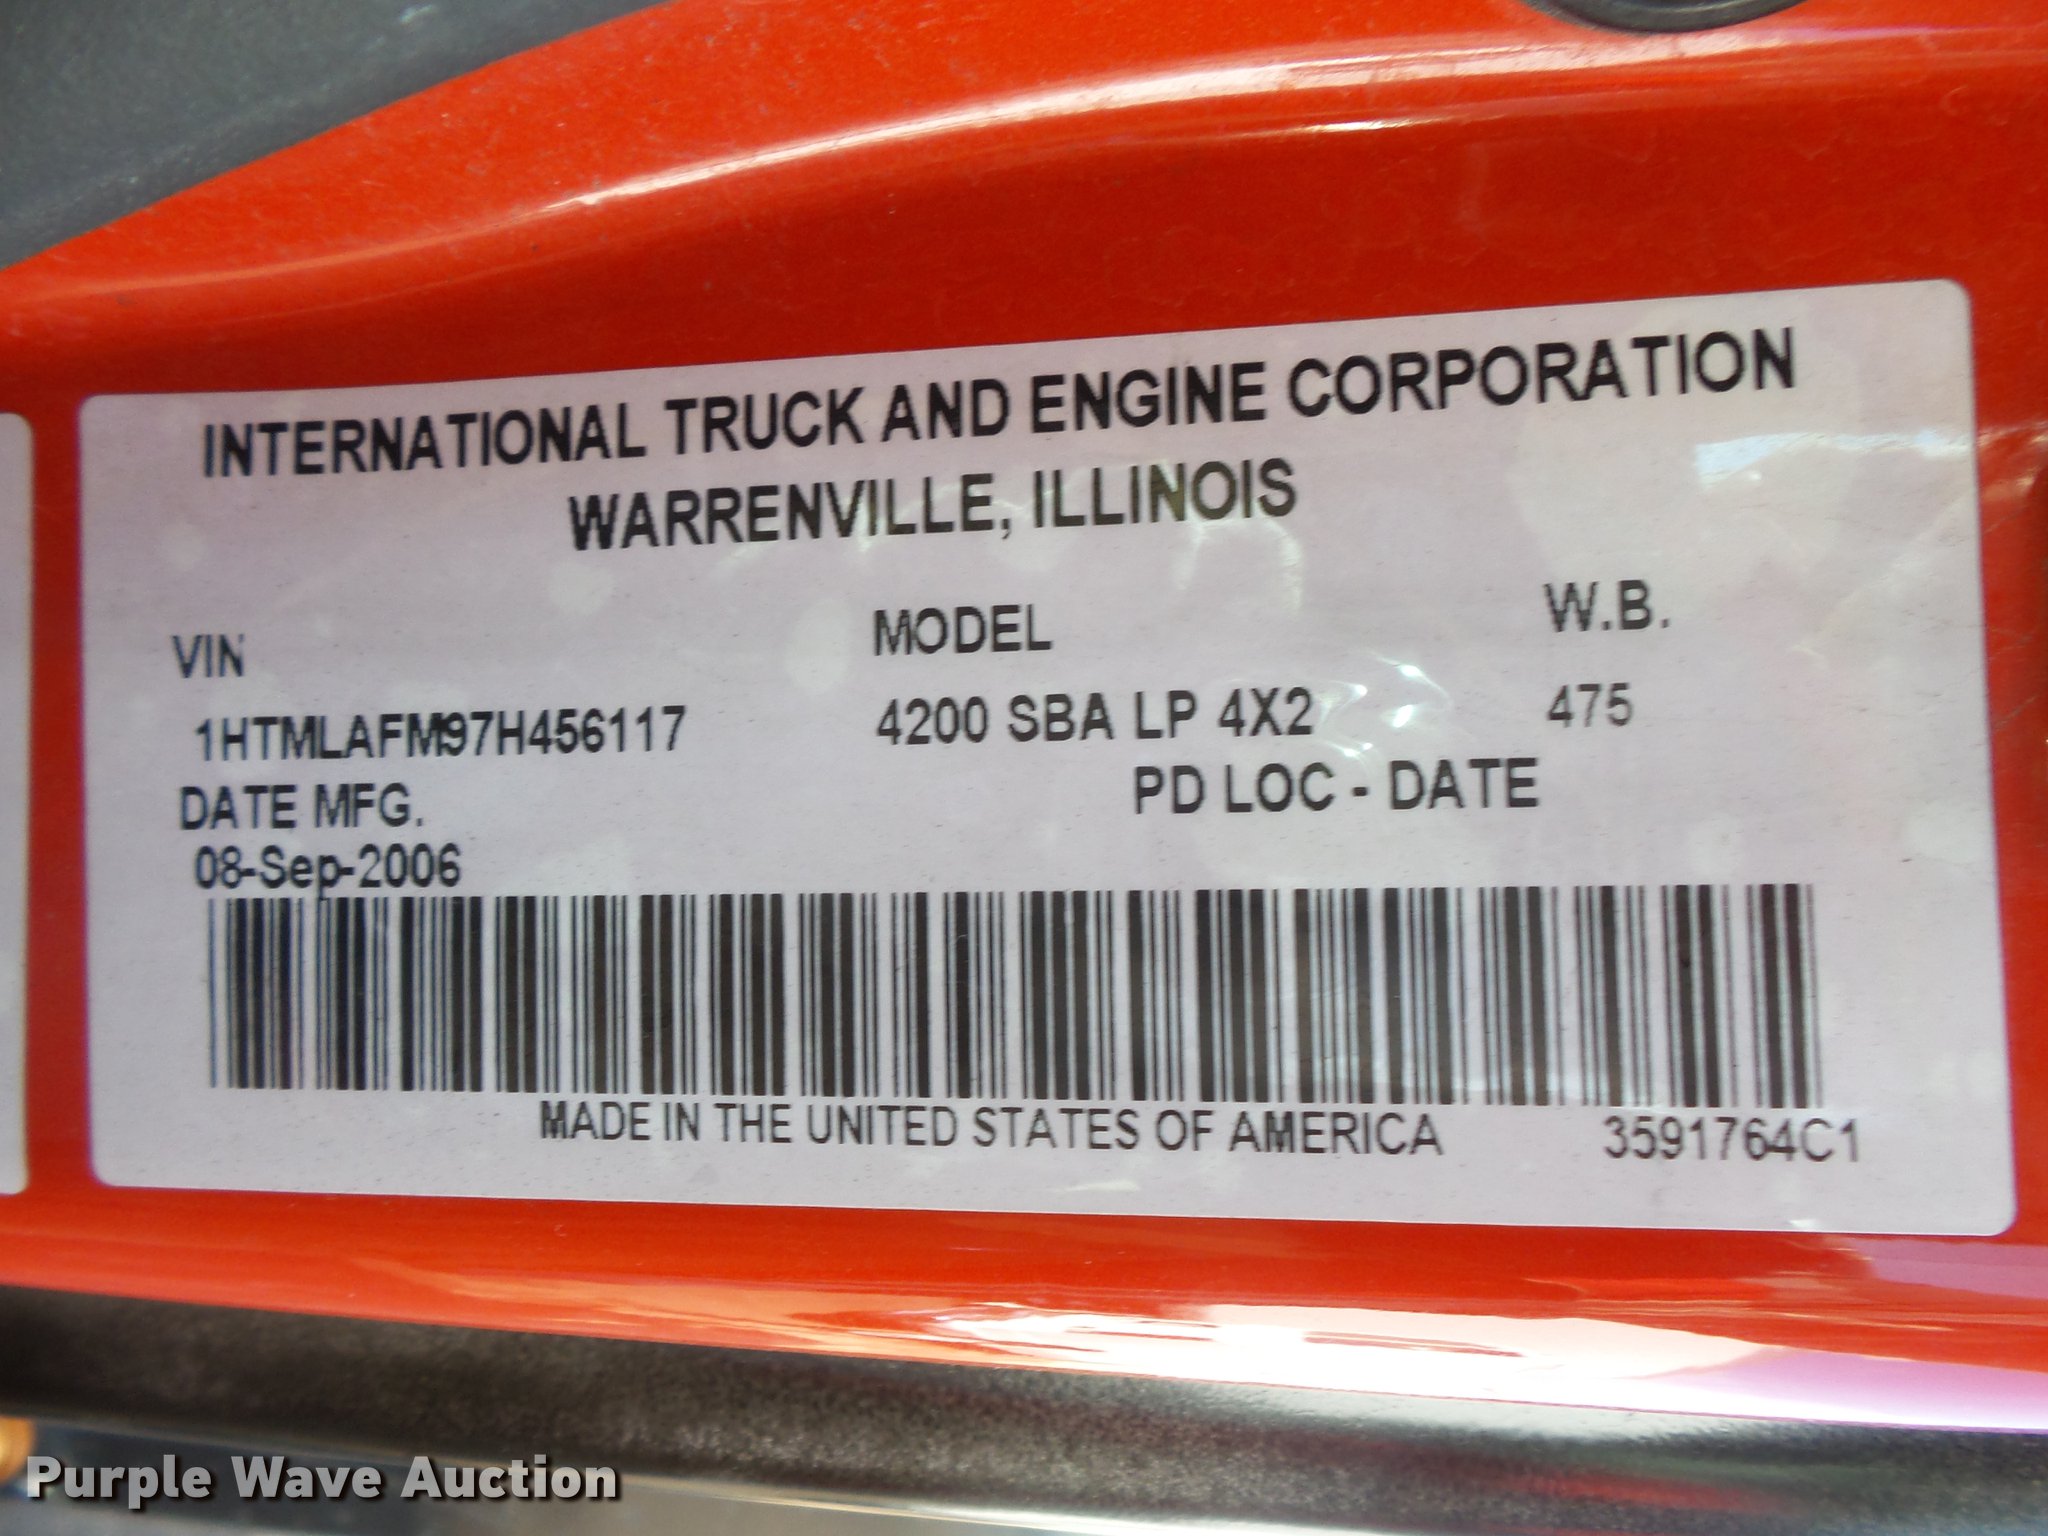 INTERNATIONAL TRUCK AND ENGINE CORPORATION
WARRENVILLE, ILLINOIS
VIN MODEL W.B.
1HTMLAFM97H456117 4200 SBA LP 4X2 475
DATE MFG. PD LOC - DATE
08-Sep-2006
MADE IN THE UNITED STATES OF AMERICA 3591764C1
Purple Wave Auction